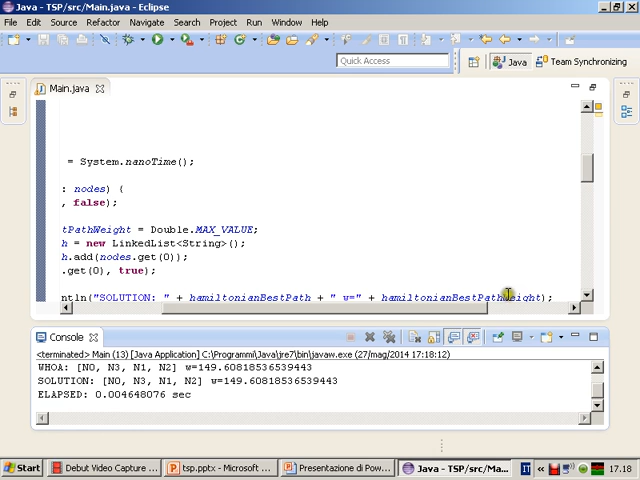 Java - TSP/src/Main.java - Eclipse
File Edit Source Refactor Navigate Search Project Run Window Help
Quick Access
Java Team Synchronizing
Main.java
= System.nanoTime();
: nodes) {
, false);
tPathWeight = Double.MAX_VALUE;
h = new LinkedList<String>();
h.add(nodes.get(0));
.get(0), true);
ntln("SOLUTION: " + hamiltonianBestPath + " w=" + hamiltonianBestPathWeight);
Console
<terminated> Main (13) [Java Application] C:\Programmi\Java\jre7\bin\javaw.exe (27/mag/2014 17:18:12)
WHOA: [N0, N3, N1, N2] w=149.60818536539443
SOLUTION: [N0, N3, N1, N2] w=149.60818536539443
ELAPSED: 0.004648076 sec
Start Debut Video Capture ... tsp.pptx - Microsoft ... Presentazione di Pow... Java - TSP/src/Ma... IT 17.18